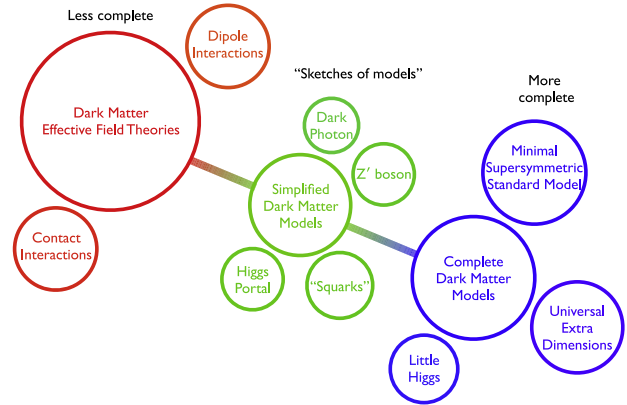 Less complete
Dipole
Interactions
Dark Matter
Effective Field Theories
Contact
Interactions
“Sketches of models”
Dark
Photon
Z′ boson
Simplified
Dark Matter
Models
Higgs
Portal
“Squarks”
More
complete
Minimal
Supersymmetric
Standard Model
Complete
Dark Matter
Models
Universal
Extra
Dimensions
Little
Higgs